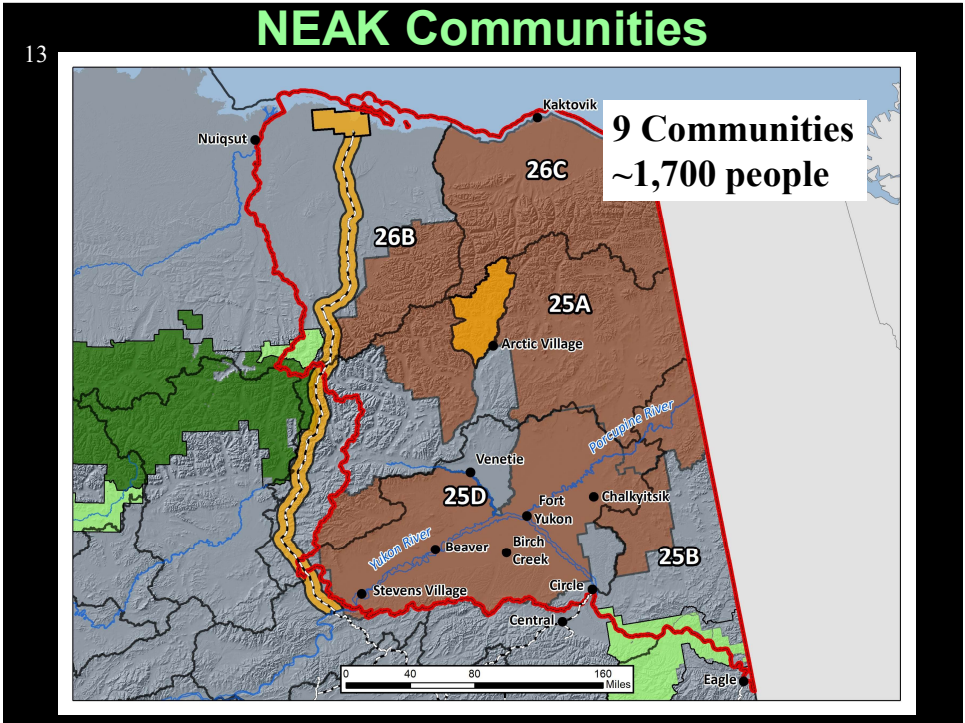 NEAK Communities
13
Kaktovik
9 Communities
~1,700 people
Nuiqsut
26C
26B
25A
Arctic Village
Porcupine River
Venetie
25D
Chalkyitsik
Fort
Yukon
Yukon River
Beaver
Birch
Creek
25B
Stevens Village
Circle
Central
0 40 80 160
Miles
Eagle